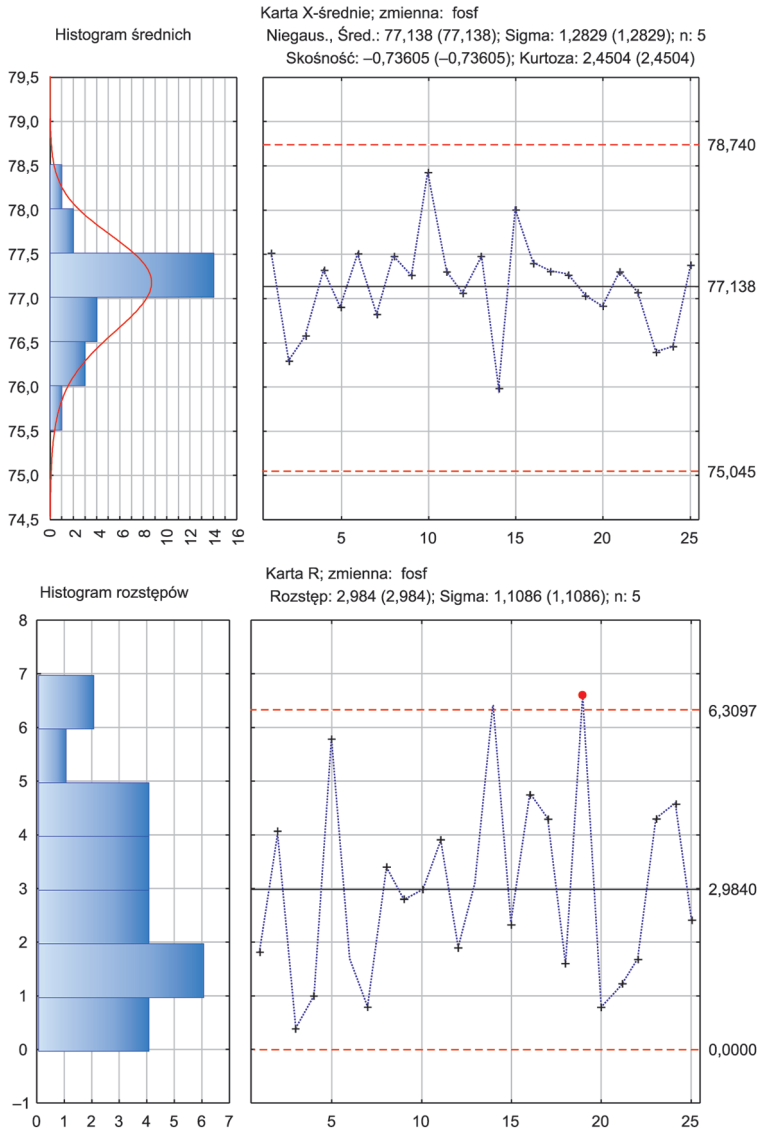 Karta X-średnie; zmienna: fosf
Histogram średnich
Niegaus., Śred.: 77,138 (77,138); Sigma: 1,2829 (1,2829); n: 5
Skośność: –0,73605 (–0,73605); Kurtoza: 2,4504 (2,4504)
79,5
79,0
78,5
78,0
77,5
77,0
76,5
76,0
75,5
75,0
74,5
78,740
77,138
75,045
0 2 4 6 8 10 12 14 16
5 10 15 20 25
Karta R; zmienna: fosf
Histogram rozstępów
Rozstęp: 2,984 (2,984); Sigma: 1,1086 (1,1086); n: 5
8
7
6
5
4
3
2
1
0
–1
6,3097
2,9840
0,0000
0 1 2 3 4 5 6 7
5 10 15 20 25